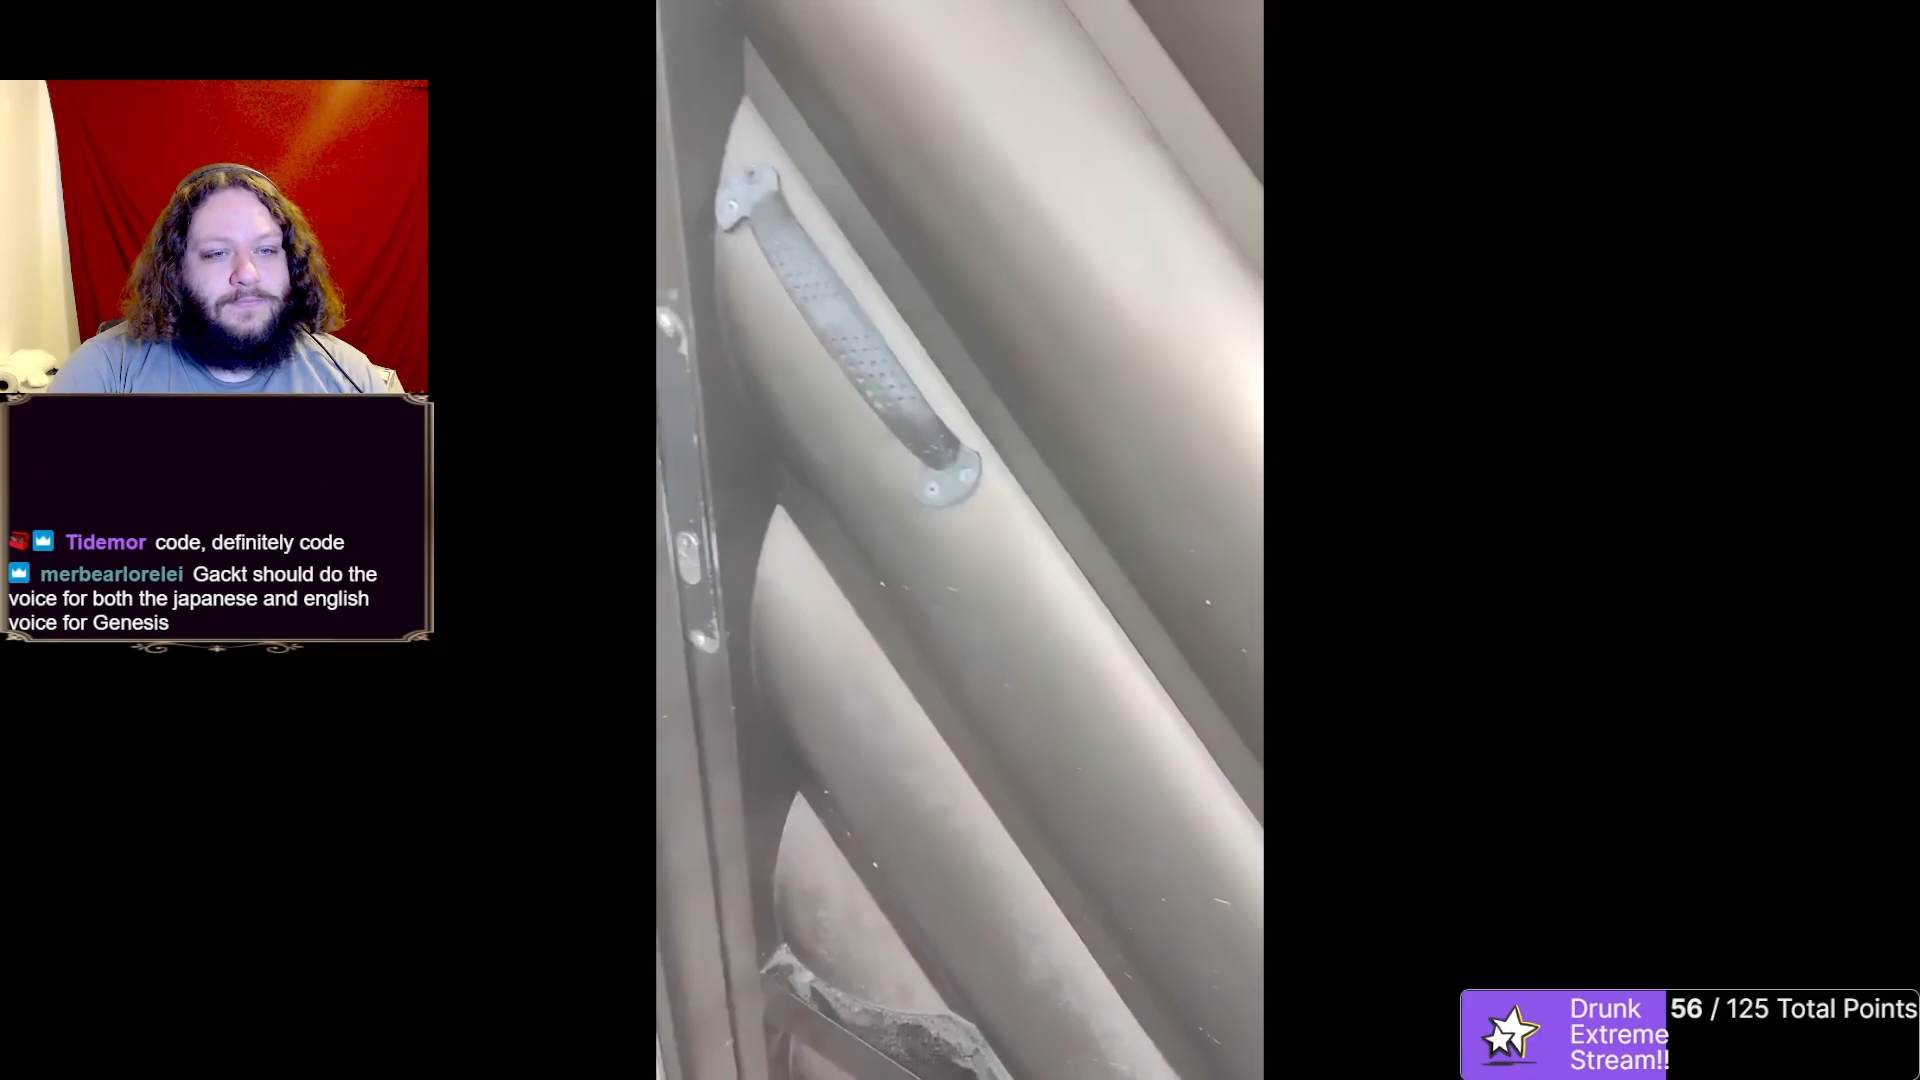 Tidemor code, definitely code
merbearlorelei Gackt should do the
voice for both the japanese and english
voice for Genesis
Drunk
Extreme
Stream!!
56 / 125 Total Points